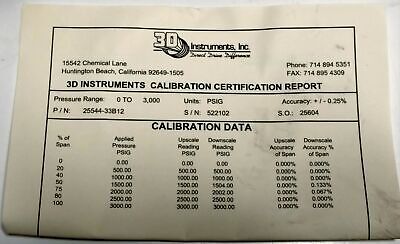 3D Instruments, Inc.
Direct Drive Difference
15542 Chemical Lane Phone: 714 894 5351
Huntington Beach, California 92649-1505 FAX: 714 895 4309
3D INSTRUMENTS CALIBRATION CERTIFICATION REPORT
Pressure Range: 0 TO 3,000 Units: PSIG Accuracy: + / - 0.25%
P / N: 25544-33B12 S / N: 522102 S.O.: 25604
CALIBRATION DATA
% of Applied Upscale Downscale Upscale Downscale
Span Pressure Reading Reading Accuracy Accuracy
PSIG PSIG PSIG of Span of Span
0 0.00 0.00 0.00 0.000% 0.000%
20 500.00 500.00 500.00 0.000% 0.000%
40 1000.00 1000.00 1000.00 0.000% 0.000%
50 1500.00 1500.00 1504.00 0.000% 0.133%
60 2000.00 2000.00 2002.00 0.000% 0.067%
80 2500.00 2500.00 2500.00 0.000% 0.000%
100 3000.00 3000.00 3000.00 0.000% 0.000%